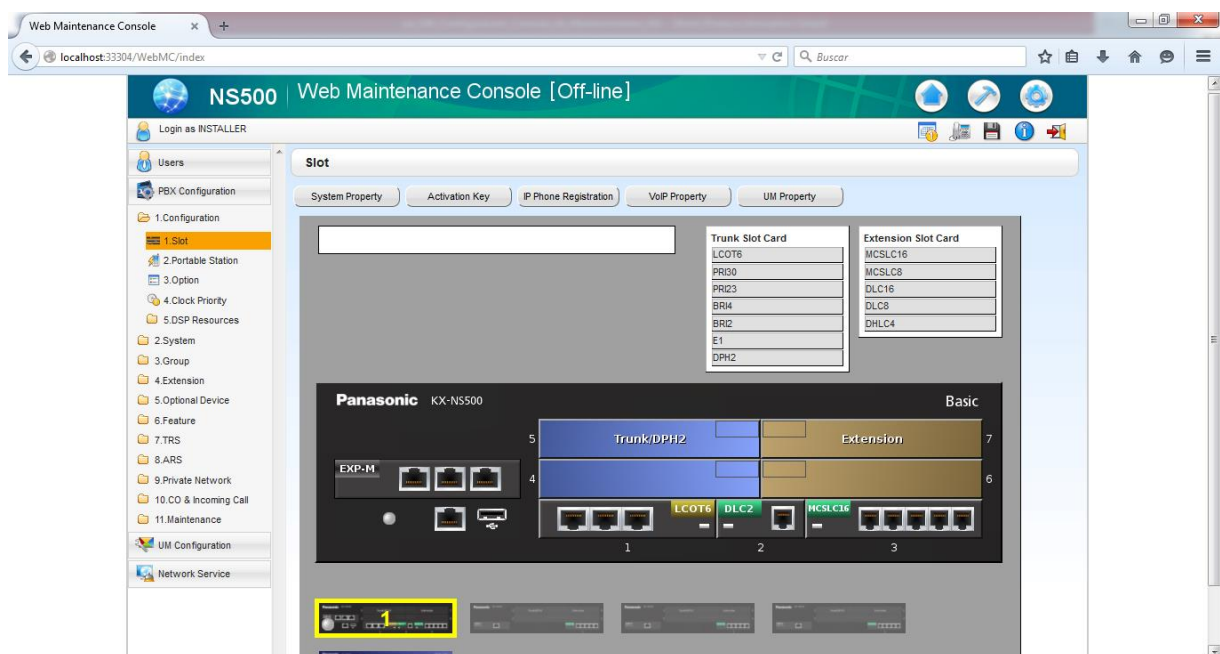 Web Maintenance Console × +
localhost:33304/WebMC/index
Buscar
NS500 Web Maintenance Console [Off-line]
Login as INSTALLER
Users
PBX Configuration
1.Configuration
1.Slot
2.Portable Station
3.Option
4.Clock Priority
5.DSP Resources
2.System
3.Group
4.Extension
5.Optional Device
6.Feature
7.TRS
8.ARS
9.Private Network
10.CO & Incoming Call
11.Maintenance
UM Configuration
Network Service
Slot
System Property Activation Key IP Phone Registration VoIP Property UM Property
Trunk Slot Card
LCOT6
PRI30
PRI23
BRI4
BRI2
E1
DPH2
Extension Slot Card
MCSLC16
MCSLC8
DLC16
DLC8
DHLC4
Panasonic KX-NS500 Basic
5 Trunk/DPH2 Extension 7
EXP-M 4 6
LCOT6 DLC2 MCSLC16
1 2 3
1